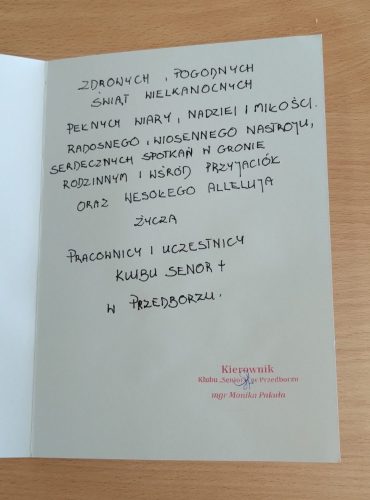 ZDROWYCH, POGODNYCH
ŚWIĄT WIELKANOCNYCH
PEŁNYCH WIARY, NADZIEI I MIŁOŚCI.
RADOSNEGO, WIOSENNEGO NASTROJU,
SERDECZNYCH SPOTKAŃ W GRONIE
RODZINNYM I WŚRÓD PRZYJACIÓŁ
ORAZ WESOŁEGO ALLELUJA
ŻYCZĄ
PRACOWNICY I UCZESTNICY
KLUBU SENIOR +
W PRZEDBORZU.
Kierownik
Klubu „Senior+” w Przedborzu
mgr Monika Pakuła